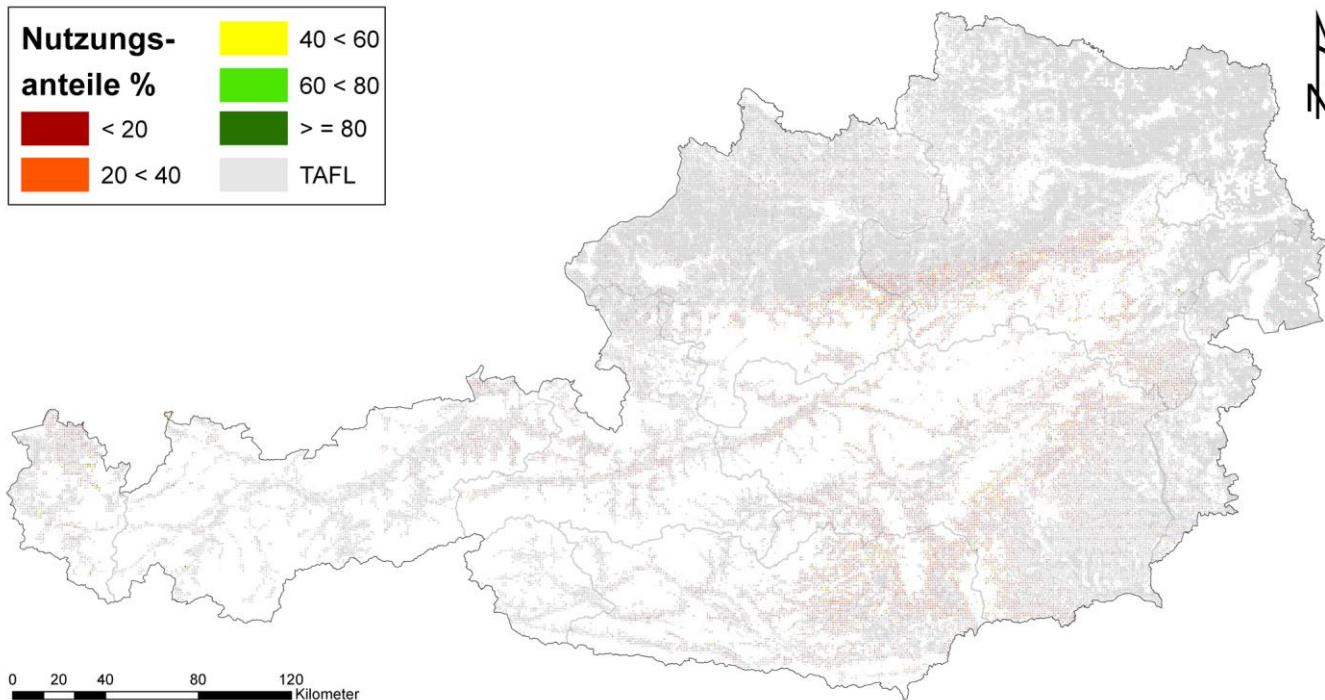 Nutzungs-
anteile %
< 20
20 < 40
40 < 60
60 < 80
> = 80
TAFL
N
0 20 40 80 120
Kilometer